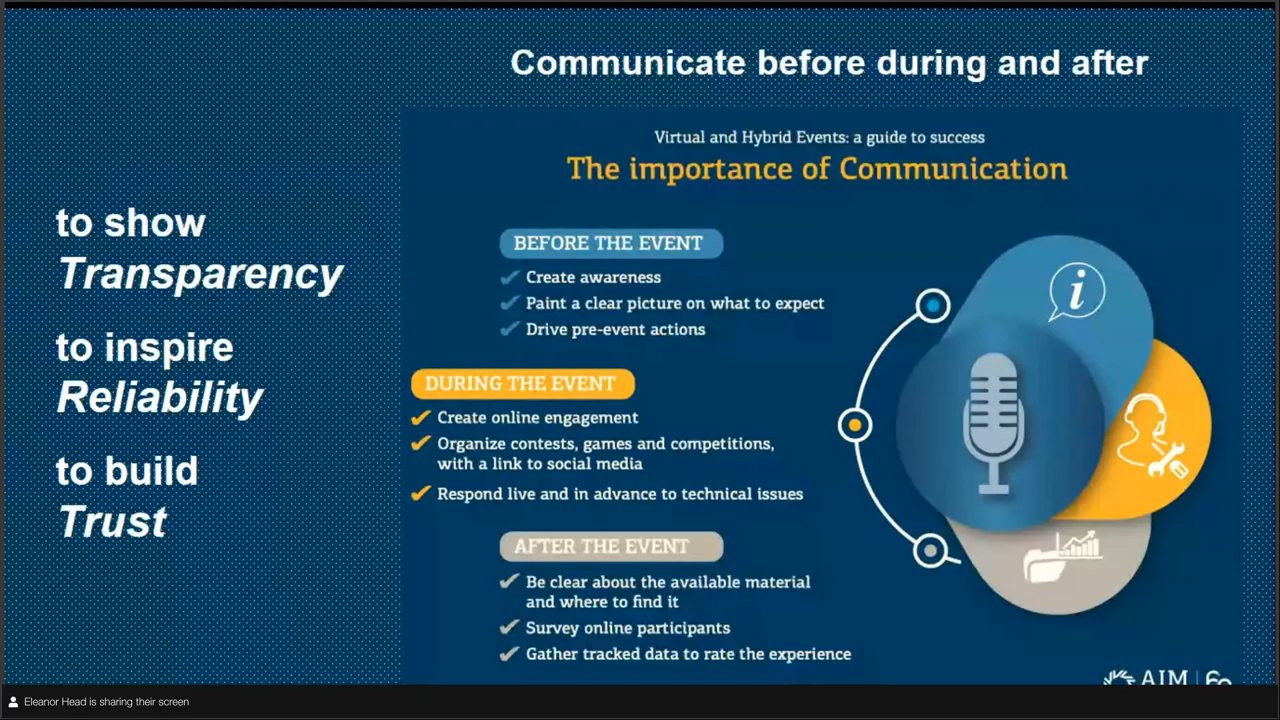 Communicate before during and after
to show
Transparency
to inspire
Reliability
to build
Trust
Virtual and Hybrid Events: a guide to success
The importance of Communication
BEFORE THE EVENT
Create awareness
Paint a clear picture on what to expect
Drive pre-event actions
DURING THE EVENT
Create online engagement
Organize contests, games and competitions,
with a link to social media
Respond live and in advance to technical issues
AFTER THE EVENT
Be clear about the available material
and where to find it
Survey online participants
Gather tracked data to rate the experience
i
AIM
Eleanor Head is sharing their screen